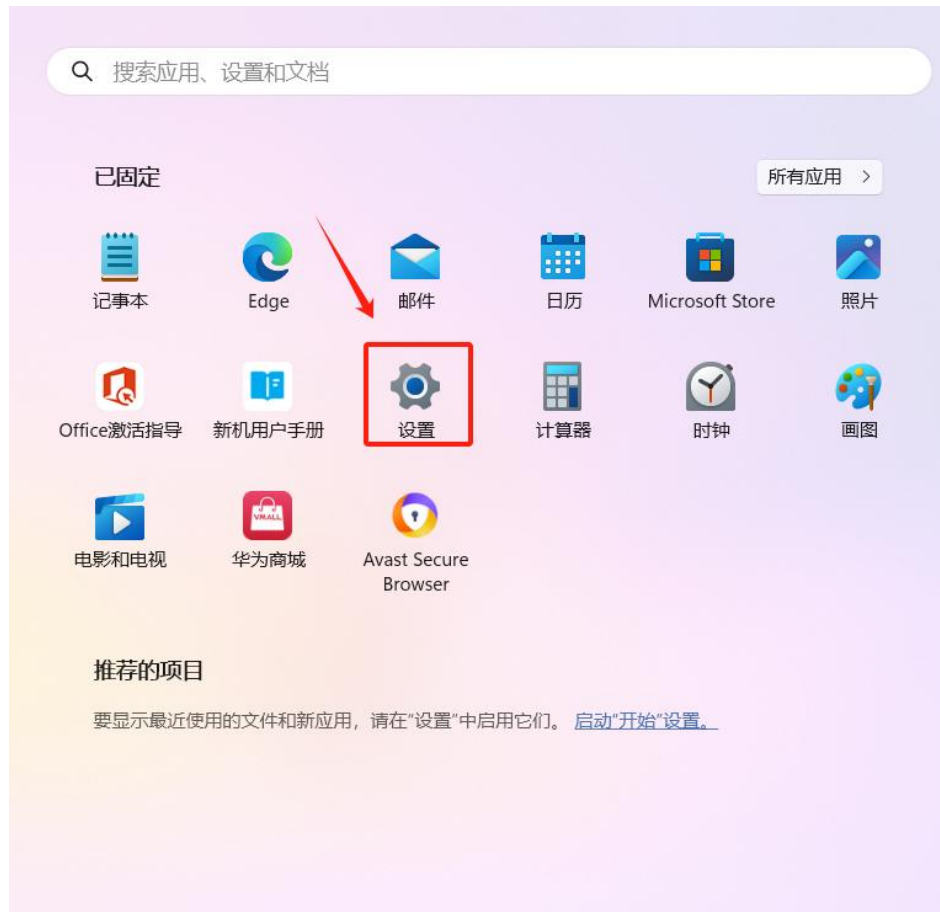 搜索应用、设置和文档
已固定
所有应用 >
记事本
Edge
邮件
日历
Microsoft Store
照片
Office激活指导
新机用户手册
设置
计算器
时钟
画图
VMALL
电影和电视
华为商城
Avast Secure
Browser
推荐的项目
要显示最近使用的文件和新应用，请在"设置"中启用它们。 启动"开始"设置。